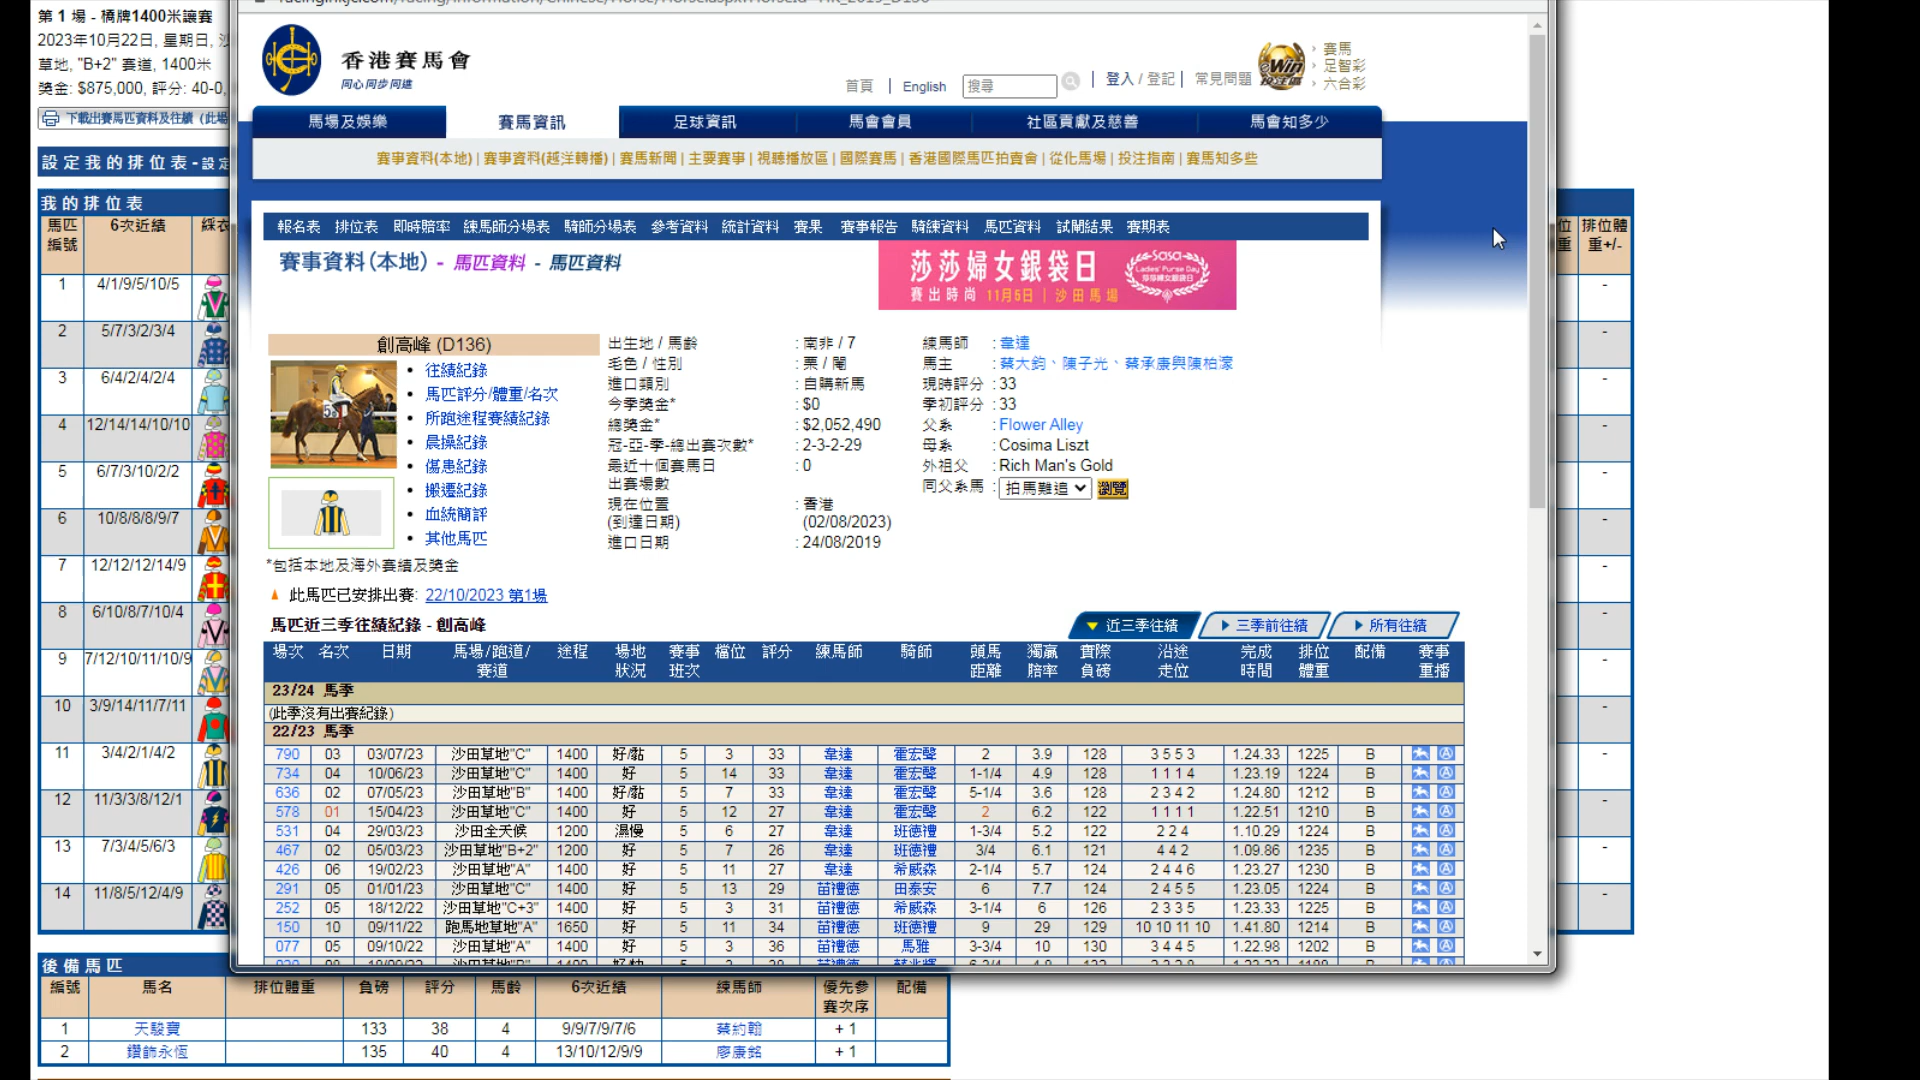 第 1 場 - 橋牌1400米讓賽
2023年10月22日, 星期日, 沙
草地, "B+2" 賽道, 1400米
獎金: $875,000, 評分: 40-0,
下載出賽馬匹資料及往績 (此場
設定我的排位表 - 設定
我的排位表
馬匹編號 6次近績 綵衣
1 4/1/9/5/10/5
2 5/7/3/2/3/4
3 6/4/2/4/2/4
4 12/14/14/10/10
5 6/7/3/10/2/2
6 10/8/8/8/9/7
7 12/12/12/14/9
8 6/10/8/7/10/4
9 7/12/10/11/10/9
10 3/9/14/11/7/11
11 3/4/2/1/4/2
12 11/3/3/8/12/1
13 7/3/4/5/6/3
14 11/8/5/12/4/9
位重 排位體重+/-
-
-
-
-
-
-
-
-
-
-
-
-
-
-
香港賽馬會
同心同步同進
首頁 | English 搜尋 | 登入 / 登記 | 常見問題
eWin 投注區
賽馬
足智彩
六合彩
馬場及娛樂 賽馬資訊 足球資訊 馬會會員 社區貢獻及慈善 馬會知多少
賽事資料(本地) | 賽事資料(越洋轉播) | 賽馬新聞 | 主要賽事 | 視聽播放區 | 國際賽馬 | 香港國際馬匹拍賣會 | 從化馬場 | 投注指南 | 賽馬知多些
報名表 排位表 即時賠率 練馬師分場表 騎師分場表 參考資料 統計資料 賽果 賽事報告 騎練資料 馬匹資料 試閘結果 賽期表
賽事資料(本地) - 馬匹資料 - 馬匹資料
莎莎婦女銀袋日
賽出時尚 11月5日 | 沙田馬場
sasa
Ladies' Purse Day
莎莎婦女銀袋日
創高峰 (D136)
往績紀錄
馬匹評分/體重/名次
所跑途程賽績紀錄
晨操紀錄
傷患紀錄
搬遷紀錄
血統簡評
其他馬匹
出生地 / 馬齡 : 南非 / 7
毛色 / 性別 : 栗 / 閹
進口類別 : 自購新馬
今季獎金* : $0
總獎金* : $2,052,490
冠-亞-季-總出賽次數* : 2-3-2-29
最近十個賽馬日 : 0
出賽場數
現在位置 : 香港
(到達日期) (02/08/2023)
進口日期 : 24/08/2019
練馬師 : 韋達
馬主 : 蔡大鈞、陳子光、蔡承康與陳柏濠
現時評分 : 33
季初評分 : 33
父系 : Flower Alley
母系 : Cosima Liszt
外祖父 : Rich Man's Gold
同父系馬 : 拍馬難追 瀏覽
*包括本地及海外賽績及獎金
此馬匹已安排出賽: 22/10/2023 第1場
馬匹近三季往績紀錄 - 創高峰
近三季往績 三季前往績 所有往績
場次 名次 日期 馬場/跑道/賽道 途程 場地狀況 賽事班次 檔位 評分 練馬師 騎師 頭馬距離 獨贏賠率 實際負磅 沿途走位 完成時間 排位體重 配備 賽事重播
23/24 馬季
(此季沒有出賽紀錄)
22/23 馬季
790 03 03/07/23 沙田草地"C" 1400 好/黏 5 3 33 韋達 霍宏聲 2 3.9 128 3 5 5 3 1.24.33 1225 B
734 04 10/06/23 沙田草地"C" 1400 好 5 14 33 韋達 霍宏聲 1-1/4 4.9 128 1 1 1 4 1.23.19 1224 B
636 02 07/05/23 沙田草地"B" 1400 好/黏 5 7 33 韋達 霍宏聲 5-1/4 3.6 128 2 3 4 2 1.24.80 1212 B
578 01 15/04/23 沙田草地"C" 1400 好 5 12 27 韋達 霍宏聲 2 6.2 122 1 1 1 1 1.22.51 1210 B
531 04 29/03/23 沙田全天候 1200 濕慢 5 6 27 韋達 班德禮 1-3/4 5.2 122 2 2 4 1.10.29 1224 B
467 02 05/03/23 沙田草地"B+2" 1200 好 5 7 26 韋達 班德禮 3/4 6.1 121 4 4 2 1.09.86 1235 B
426 06 19/02/23 沙田草地"A" 1400 好 5 11 27 韋達 希威森 2-1/4 5.7 124 2 4 4 6 1.23.27 1230 B
291 05 01/01/23 沙田草地"C" 1400 好 5 13 29 苗禮德 田泰安 6 7.7 124 2 4 5 5 1.23.05 1224 B
252 05 18/12/22 沙田草地"C+3" 1400 好 5 3 31 苗禮德 希威森 3-1/4 6 126 2 3 3 5 1.23.33 1225 B
150 10 09/11/22 跑馬地草地"A" 1650 好 5 11 34 苗禮德 班德禮 9 29 129 10 10 11 10 1.41.80 1214 B
077 05 09/10/22 沙田草地"A" 1400 好 5 3 36 苗禮德 馬雅 3-3/4 10 130 3 4 4 5 1.22.98 1202 B
後備馬匹
編號 馬名 排位體重 負磅 評分 馬齡 6次近績 練馬師 優先參賽次序 配備
1 天駿寶 133 38 4 9/9/7/9/7/6 蔡約翰 + 1
2 鑽飾永恆 135 40 4 13/10/12/9/9 廖康銘 + 1